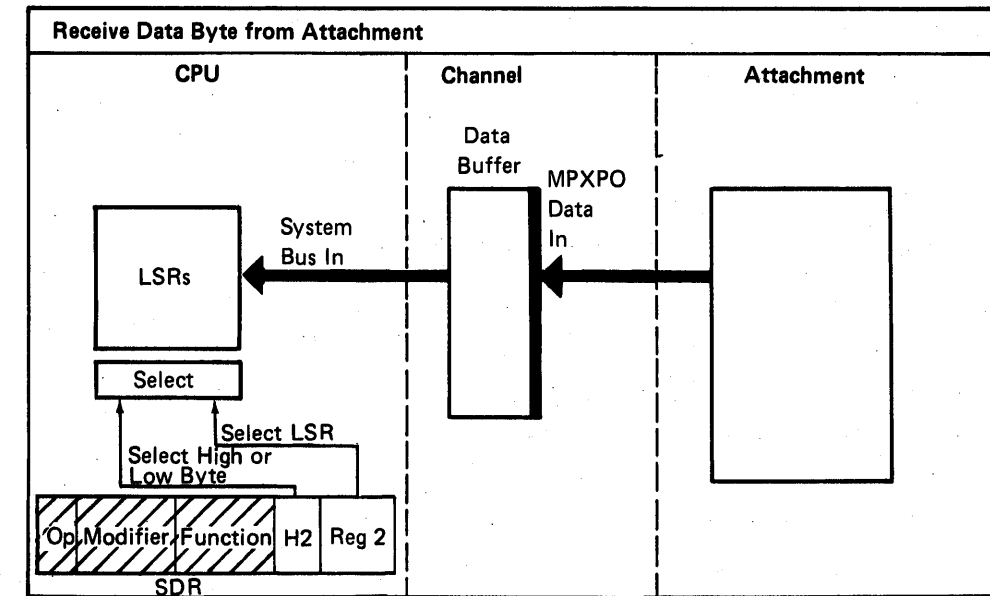 Receive Data Byte from Attachment
CPU
Channel
Attachment
Data
Buffer
MPXPO
Data
In
System
Bus In
LSRs
Select
Select LSR
Select High or
Low Byte
Op
Modifier
Function
H2
Reg 2
SDR